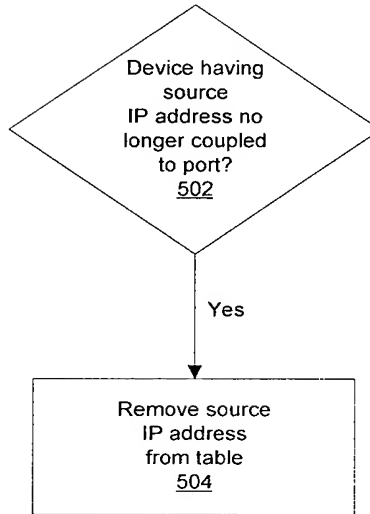 Device having
source
IP address no
longer coupled
to port?
502
Yes
Remove source
IP address
from table
504